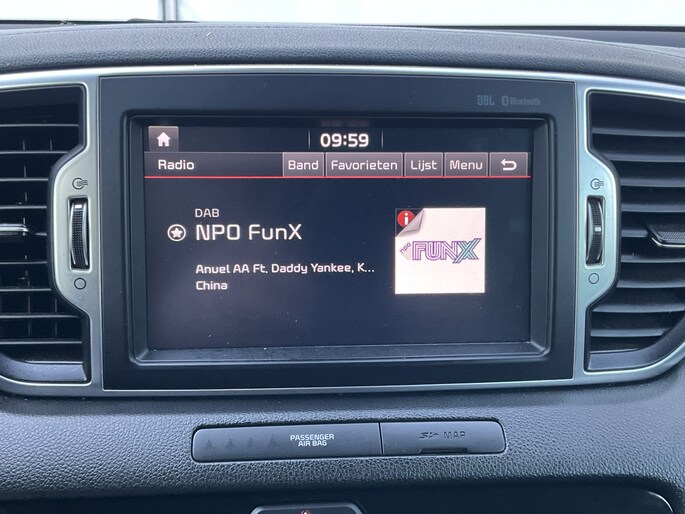 JBL Bluetooth
09:59
Radio Band Favorieten Lijst Menu
DAB
NPO FunX
Anuel AA Ft. Daddy Yankee, K...
China
npo FUNX
PASSENGER
AIR BAG
MAP